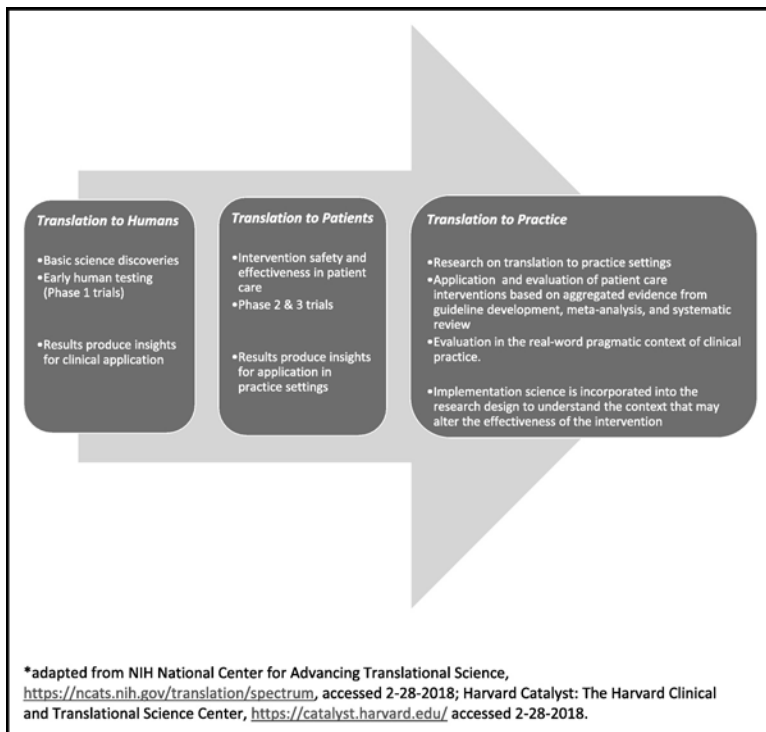 Translation to Humans
•Basic science discoveries
•Early human testing
(Phase 1 trials)
•Results produce insights
for clinical application
Translation to Patients
•Intervention safety and
effectiveness in patient
care
•Phase 2 & 3 trials
•Results produce insights
for application in
practice settings
Translation to Practice
•Research on translation to practice settings
•Application and evaluation of patient care
interventions based on aggregated evidence from
guideline development, meta-analysis, and systematic
review
•Evaluation in the real-word pragmatic context of clinical
practice.
•Implementation science is incorporated into the
research design to understand the context that may
alter the effectiveness of the intervention
*adapted from NIH National Center for Advancing Translational Science,
https://ncats.nih.gov/translation/spectrum, accessed 2-28-2018; Harvard Catalyst: The Harvard Clinical
and Translational Science Center, https://catalyst.harvard.edu/ accessed 2-28-2018.